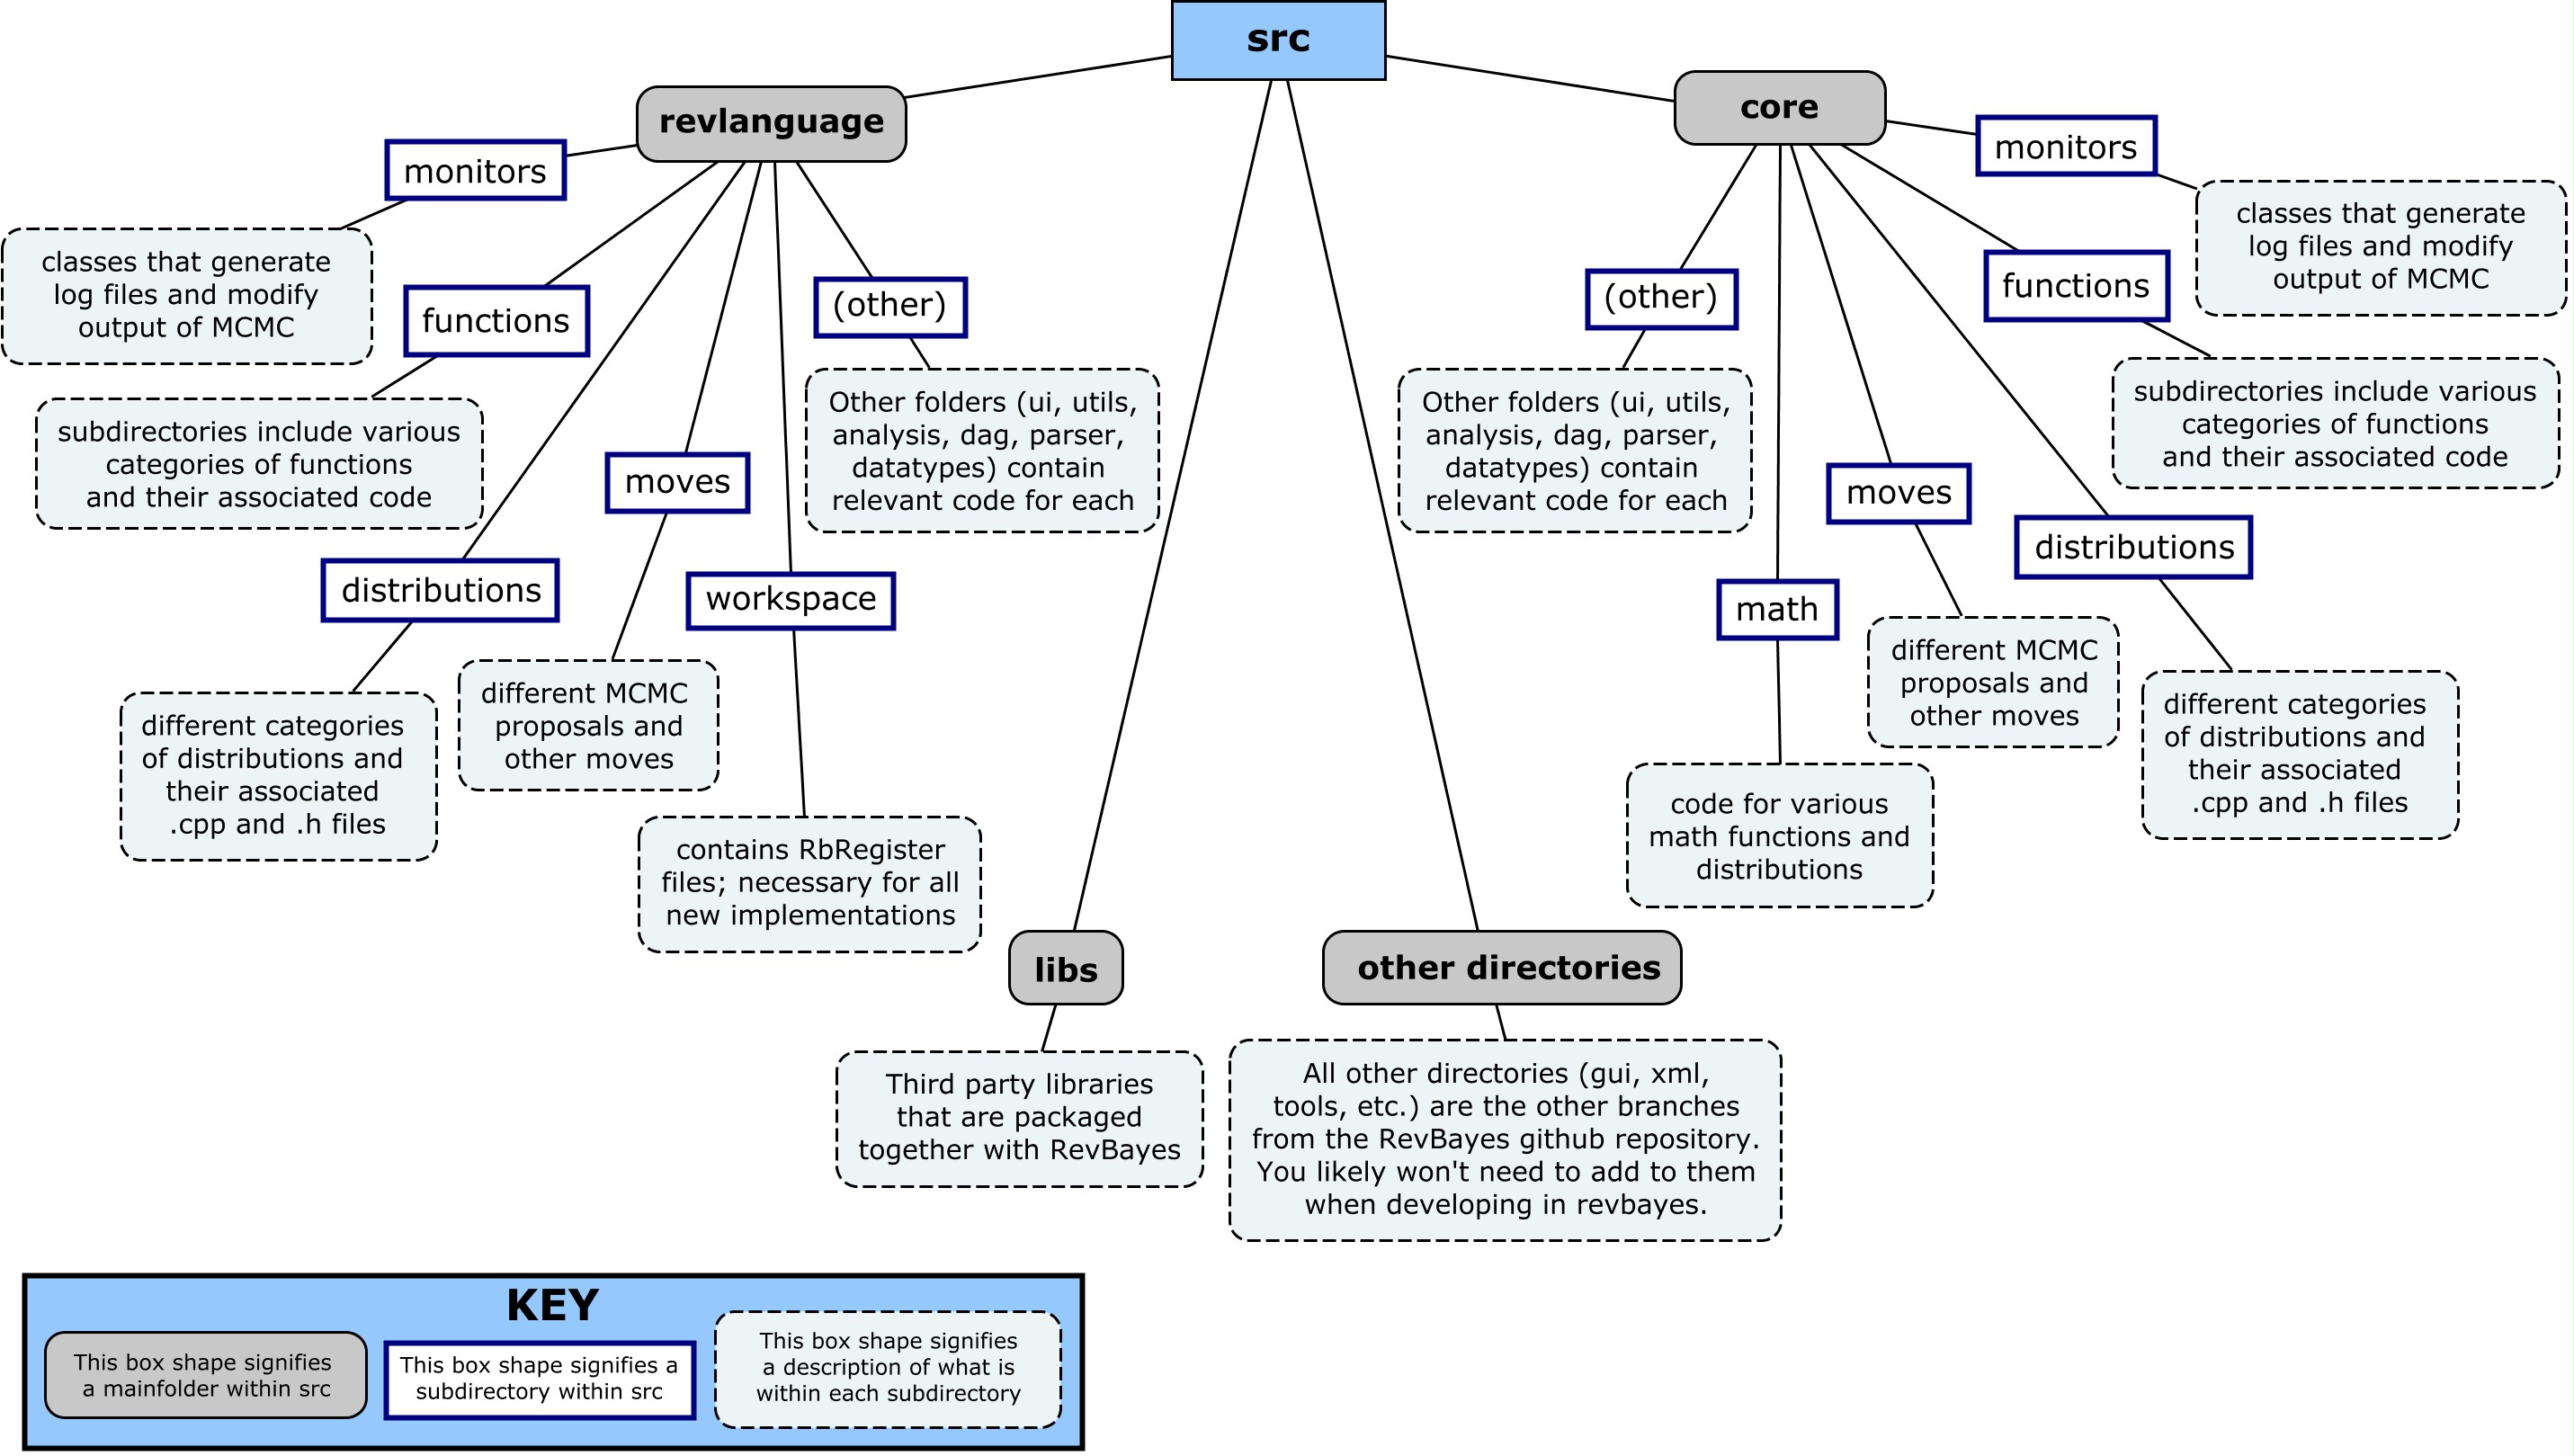 src
revlanguage
core
monitors
classes that generate
log files and modify
output of MCMC
functions
subdirectories include various
categories of functions
and their associated code
distributions
different categories
of distributions and
their associated
.cpp and .h files
moves
different MCMC
proposals and
other moves
workspace
contains RbRegister
files; necessary for all
new implementations
(other)
Other folders (ui, utils,
analysis, dag, parser,
datatypes) contain
relevant code for each
(other)
Other folders (ui, utils,
analysis, dag, parser,
datatypes) contain
relevant code for each
math
code for various
math functions and
distributions
moves
different MCMC
proposals and
other moves
distributions
different categories
of distributions and
their associated
.cpp and .h files
functions
subdirectories include various
categories of functions
and their associated code
monitors
classes that generate
log files and modify
output of MCMC
libs
Third party libraries
that are packaged
together with RevBayes
other directories
All other directories (gui, xml,
tools, etc.) are the other branches
from the RevBayes github repository.
You likely won't need to add to them
when developing in revbayes.
KEY
This box shape signifies
a mainfolder within src
This box shape signifies a
subdirectory within src
This box shape signifies
a description of what is
within each subdirectory